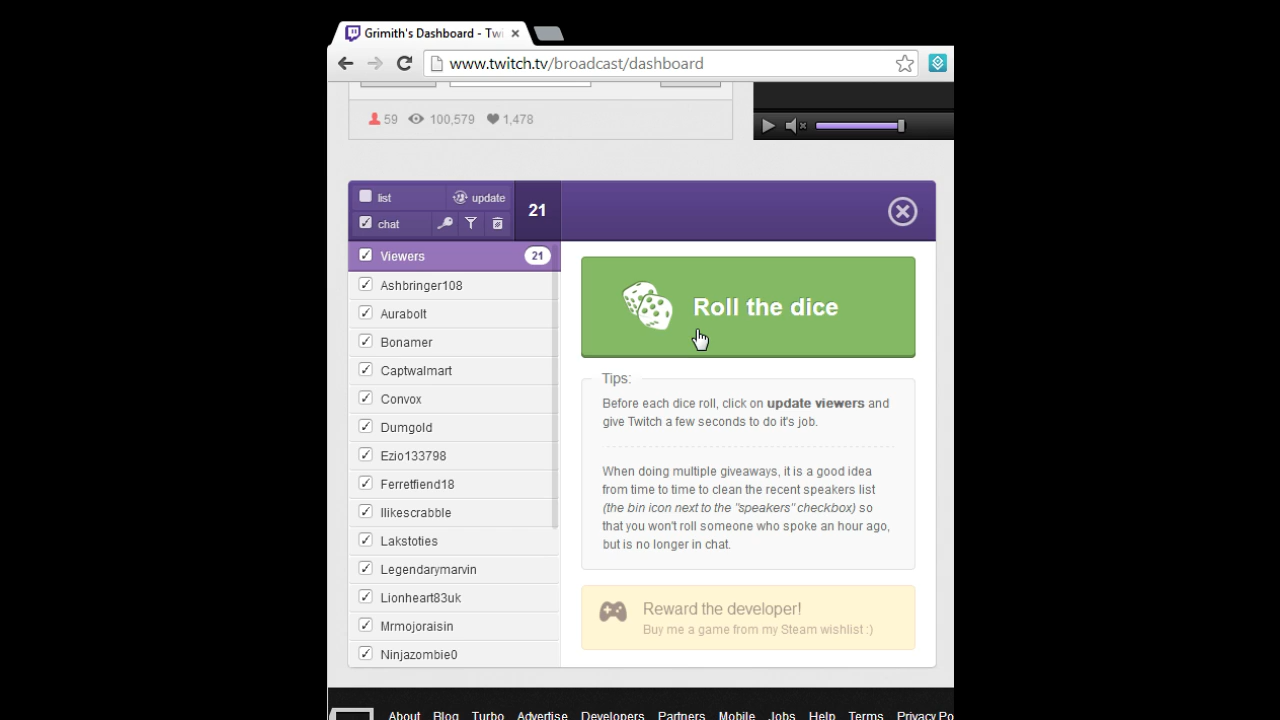 Grimith's Dashboard - Tw
www.twitch.tv/broadcast/dashboard
59 100,579 1,478
list update
chat
21
Viewers 21
Ashbringer108
Aurabolt
Bonamer
Captwalmart
Convox
Dumgold
Ezio133798
Ferretfiend18
Ilikescrabble
Lakstoties
Legendarymarvin
Lionheart83uk
Mrmojoraisin
Ninjazombie0
Roll the dice
Tips:
Before each dice roll, click on update viewers and
give Twitch a few seconds to do it's job.
When doing multiple giveaways, it is a good idea
from time to time to clean the recent speakers list
(the bin icon next to the "speakers" checkbox) so
that you won't roll someone who spoke an hour ago,
but is no longer in chat.
Reward the developer!
Buy me a game from my Steam wishlist :)
About Blog Turbo Advertise Developers Partners Mobile Jobs Help Terms Privacy Po